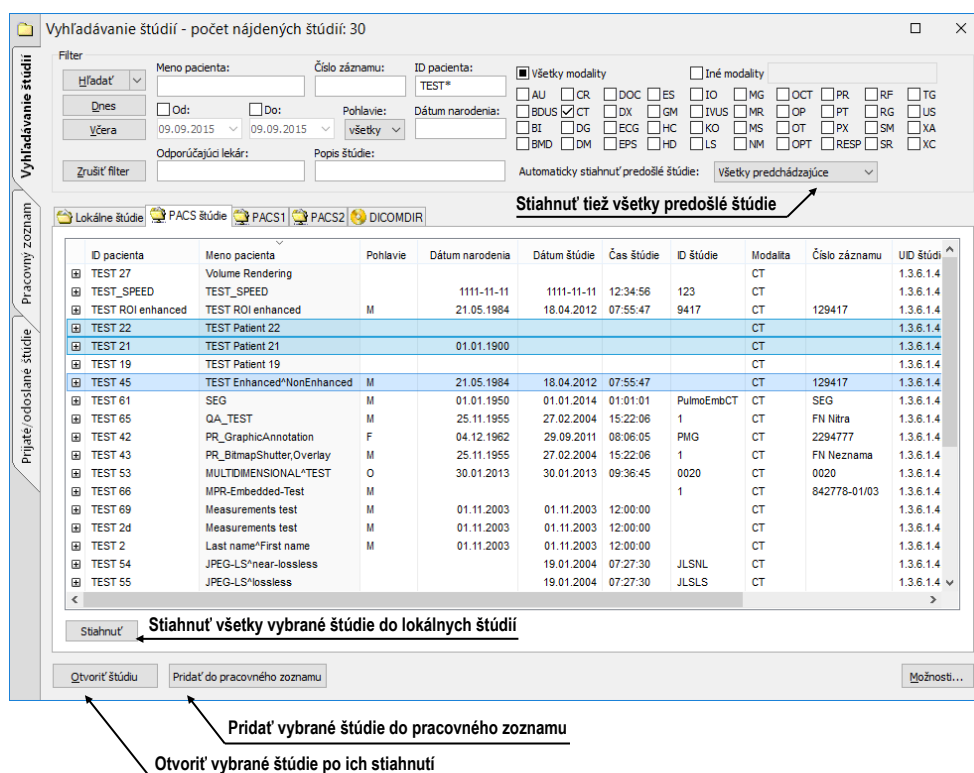 Vyhľadávanie štúdií - počet nájdených štúdií: 30
Vyhľadávanie štúdií
Pracovný zoznam
Prijaté/odoslané štúdie
Filter
Hľadať
Meno pacienta:
Číslo záznamu:
ID pacienta:
TEST*
Dnes
Včera
Od:
Do:
Pohlavie:
Dátum narodenia:
09.09.2015
09.09.2015
všetky
Odporúčajúci lekár:
Popis štúdie:
Zrušiť filter
Všetky modality
Iné modality
AU CR DOC ES IO MG OCT PR RF TG
BDUS CT DX GM IVUS MR OP PT RG US
BI DG ECG HC KO MS OT PX SM XA
BMD DM EPS HD LS NM OPT RESP SR XC
Automaticky stiahnuť predošlé štúdie: Všetky predchádzajúce
Stiahnuť tiež všetky predošlé štúdie
Lokálne štúdie PACS štúdie PACS1 PACS2 DICOMDIR
ID pacienta Meno pacienta Pohlavie Dátum narodenia Dátum štúdie Čas štúdie ID štúdie Modalita Číslo záznamu UID štúdi
TEST 27 Volume Rendering CT 1.3.6.1.4
TEST_SPEED TEST_SPEED 1111-11-11 1111-11-11 12:34:56 123 CT 1.3.6.1.4
TEST ROI enhanced TEST ROI enhanced M 21.05.1984 18.04.2012 07:55:47 9417 CT 129417 1.3.6.1.4
TEST 22 TEST Patient 22 CT 1.3.6.1.4
TEST 21 TEST Patient 21 01.01.1900 CT 1.3.6.1.4
TEST 19 TEST Patient 19 CT 1.3.6.1.4
TEST 45 TEST Enhanced^NonEnhanced M 21.05.1984 18.04.2012 07:55:47 CT 129417 1.3.6.1.4
TEST 61 SEG M 01.01.1950 01.01.2014 01:01:01 PulmoEmbCT CT SEG 1.3.6.1.4
TEST 65 QA_TEST M 25.11.1955 27.02.2004 15:22:06 1 CT FN Nitra 1.3.6.1.4
TEST 42 PR_GraphicAnnotation F 04.12.1962 29.09.2011 08:06:05 PMG CT 2294777 1.3.6.1.4
TEST 43 PR_BitmapShutter,Overlay M 25.11.1955 27.02.2004 15:22:06 1 CT FN Neznama 1.3.6.1.4
TEST 53 MULTIDIMENSIONAL^TEST O 30.01.2013 30.01.2013 09:36:45 0020 CT 0020 1.3.6.1.4
TEST 66 MPR-Embedded-Test M 1 CT 842778-01/03 1.3.6.1.4
TEST 69 Measurements test M 01.11.2003 01.11.2003 12:00:00 CT 1.3.6.1.4
TEST 2d Measurements test M 01.11.2003 01.11.2003 12:00:00 CT 1.3.6.1.4
TEST 2 Last name^First name M 01.11.2003 01.11.2003 12:00:00 CT 1.3.6.1.4
TEST 54 JPEG-LS^near-lossless 19.01.2004 07:27:30 JLSNL CT 1.3.6.1.4
TEST 55 JPEG-LS^lossless 19.01.2004 07:27:30 JLSLS CT 1.3.6.1.4
Stiahnuť
Stiahnuť všetky vybrané štúdie do lokálnych štúdií
Otvoriť štúdiu
Pridať do pracovného zoznamu
Možnosti...
Pridať vybrané štúdie do pracovného zoznamu
Otvoriť vybrané štúdie po ich stiahnutí